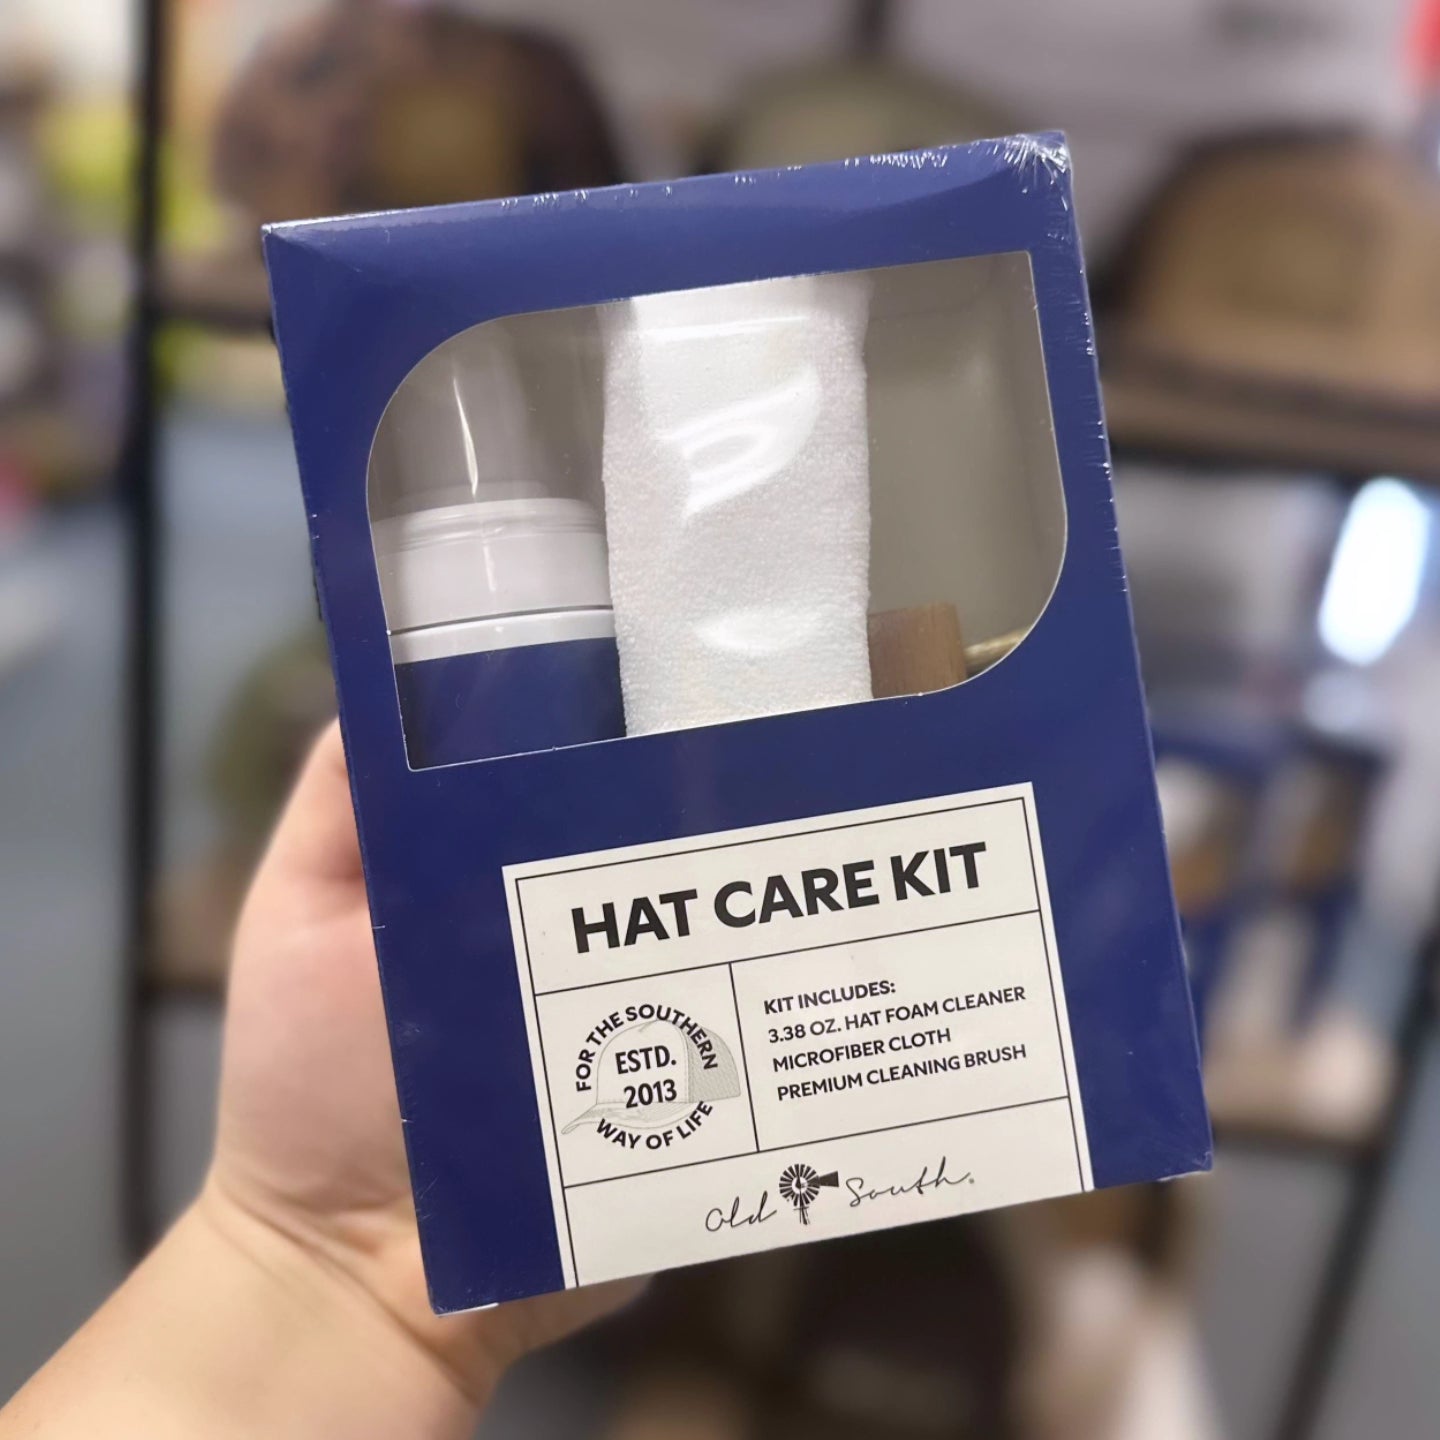 HAT CARE KIT
FOR THE SOUTHERN
ESTD.
2013
WAY OF LIFE
KIT INCLUDES:
3.38 OZ. HAT FOAM CLEANER
MICROFIBER CLOTH
PREMIUM CLEANING BRUSH
Old South®